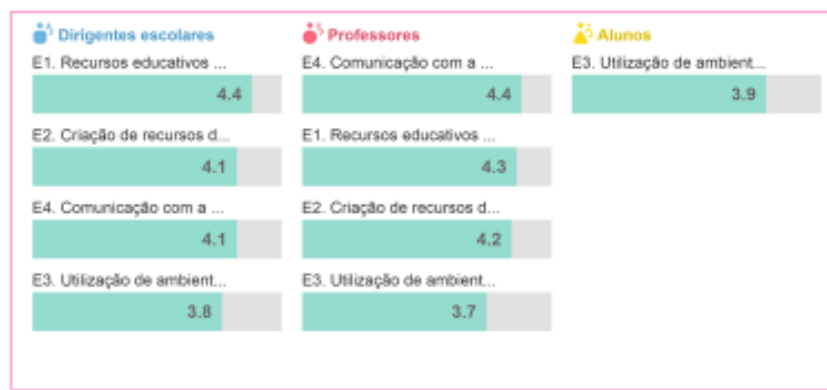 Dirigentes escolares
E1. Recursos educativos ...
4.4
E2. Criação de recursos d...
4.1
E4. Comunicação com a ...
4.1
E3. Utilização de ambient...
3.8
Professores
E4. Comunicação com a ...
4.4
E1. Recursos educativos ...
4.3
E2. Criação de recursos d...
4.2
E3. Utilização de ambient...
3.7
Alunos
E3. Utilização de ambient...
3.9